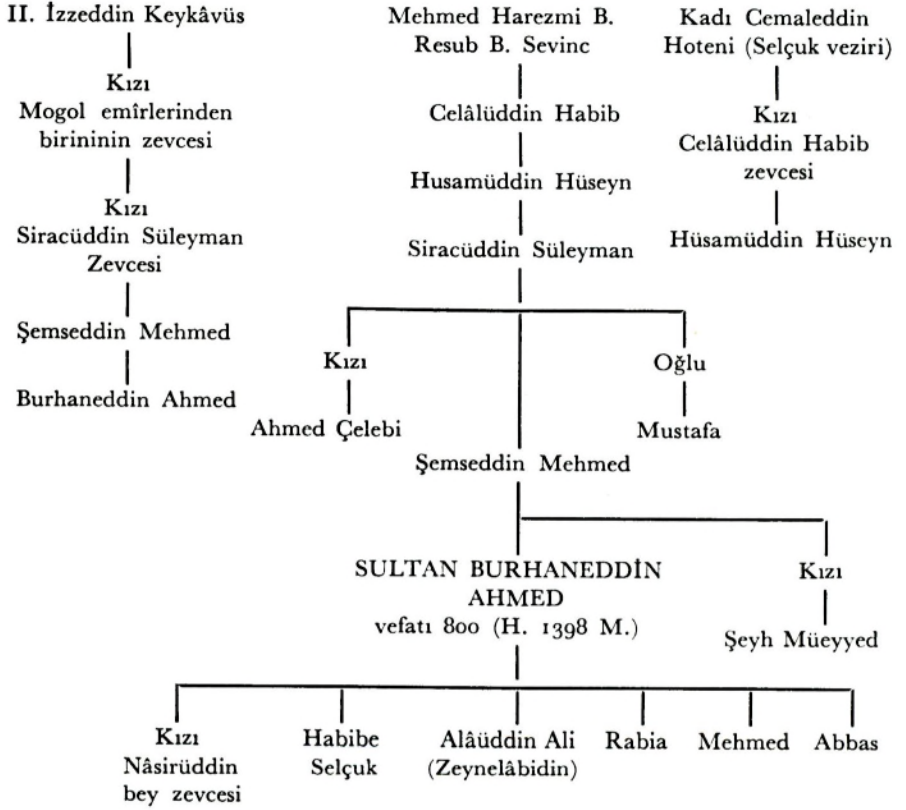 II. İzzeddin Keykâvüs
Kızı
Mogol emîrlerinden
birininin zevcesi
Kızı
Siracüddin Süleyman
Zevcesi
Şemseddin Mehmed
Burhaneddin Ahmed
Mehmed Harezmi B.
Resub B. Sevinc
Celâlüddin Habib
Husamüddin Hüseyn
Siracüddin Süleyman
Kadı Cemaleddin
Hoteni (Selçuk veziri)
Kızı
Celâlüddin Habib
zevcesi
Hüsamüddin Hüseyn
Kızı
Ahmed Çelebi
Oğlu
Mustafa
Şemseddin Mehmed
SULTAN BURHANEDDİN
AHMED
vefatı 800 (H. 1398 M.)
Kızı
Şeyh Müeyyed
Kızı
Nâsirüddin
bey zevcesi
Habibe
Selçuk
Alâüddin Ali
(Zeynelâbidin)
Rabia
Mehmed
Abbas